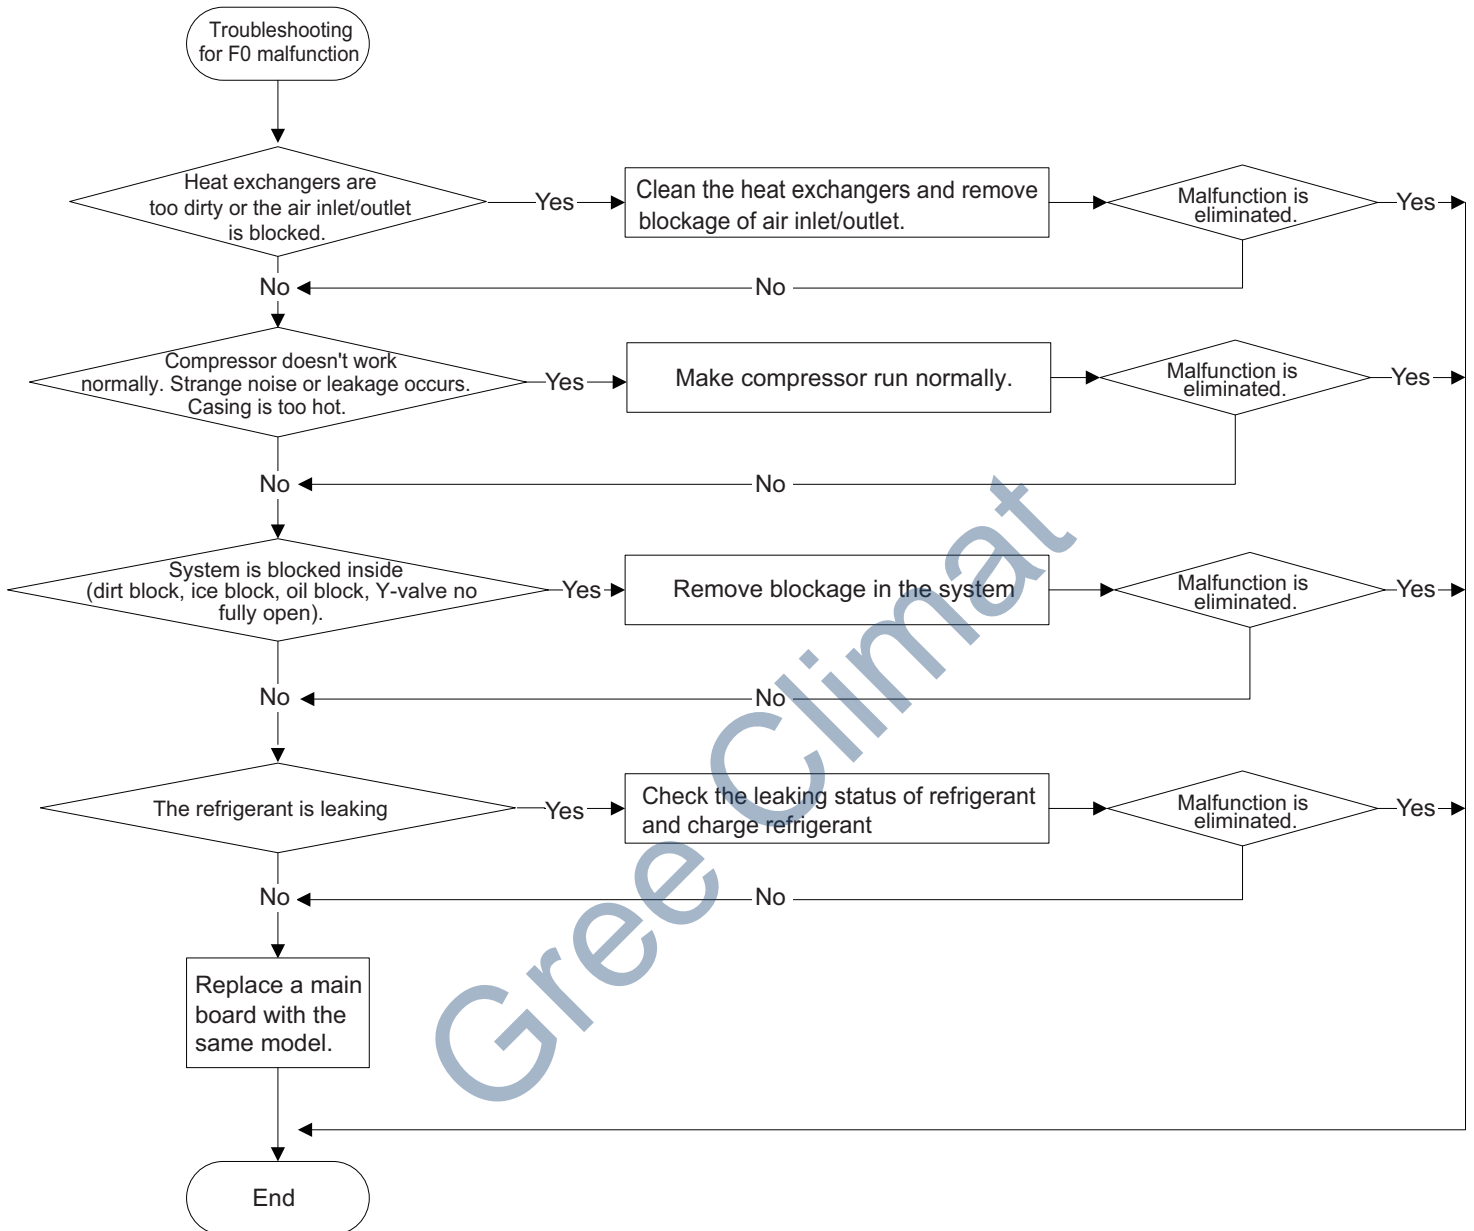 Troubleshooting
for F0 malfunction
Heat exchangers are
too dirty or the air inlet/outlet
is blocked.
Yes
Clean the heat exchangers and remove
blockage of air inlet/outlet.
Malfunction is
eliminated.
Yes
No
No
Compressor doesn't work
normally. Strange noise or leakage occurs.
Casing is too hot.
Yes
Make compressor run normally.
Malfunction is
eliminated.
Yes
No
No
System is blocked inside
(dirt block, ice block, oil block, Y-valve no
fully open).
Yes
Remove blockage in the system
Malfunction is
eliminated.
Yes
No
No
The refrigerant is leaking
Yes
Check the leaking status of refrigerant
and charge refrigerant
Malfunction is
eliminated.
Yes
No
No
Replace a main
board with the
same model.
End
Gree Climat